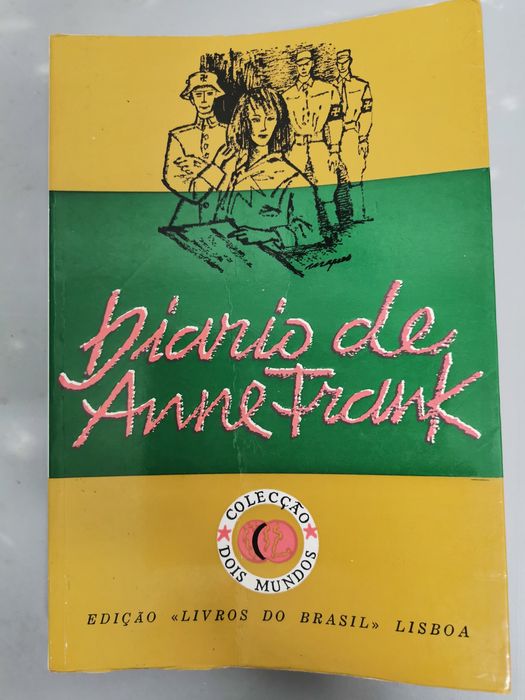 Diario de
Anne Frank
COLECÇÃO
DOIS MUNDOS
EDIÇÃO «LIVROS DO BRASIL» LISBOA